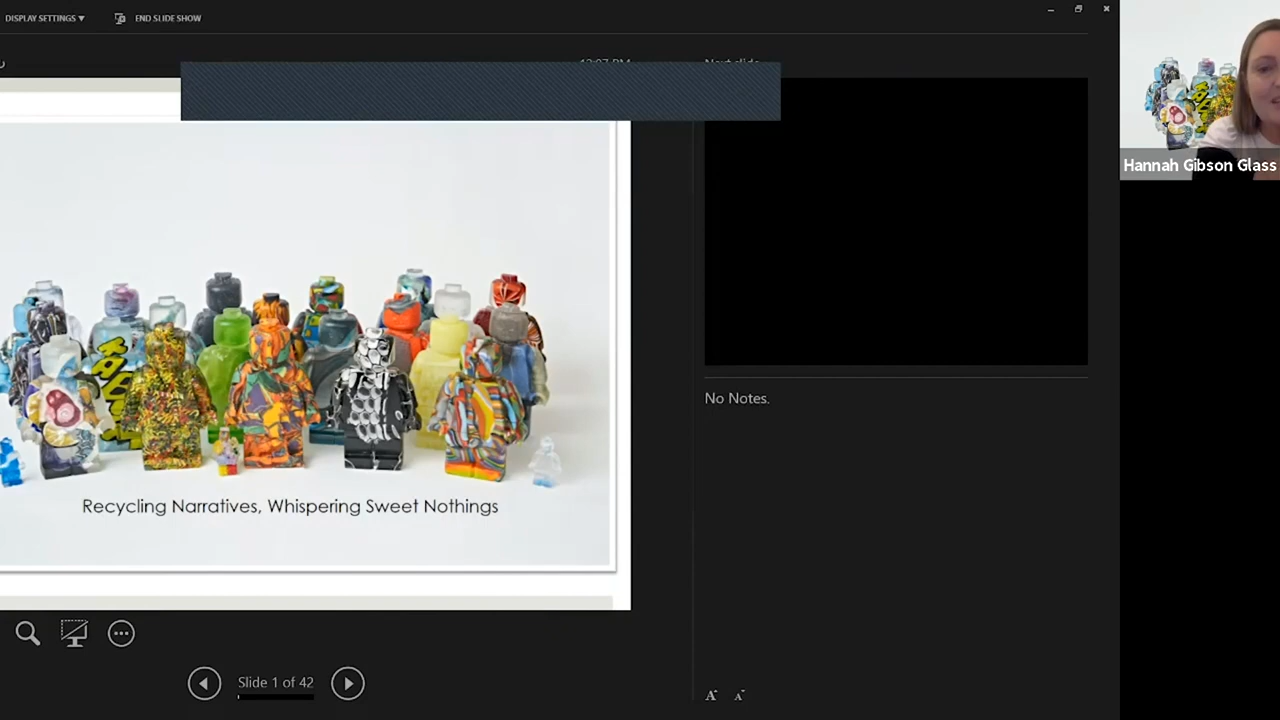 DISPLAY SETTINGS ▼
END SLIDE SHOW
Recycling Narratives, Whispering Sweet Nothings
No Notes.
Slide 1 of 42
A
A
Hannah Gibson Glass